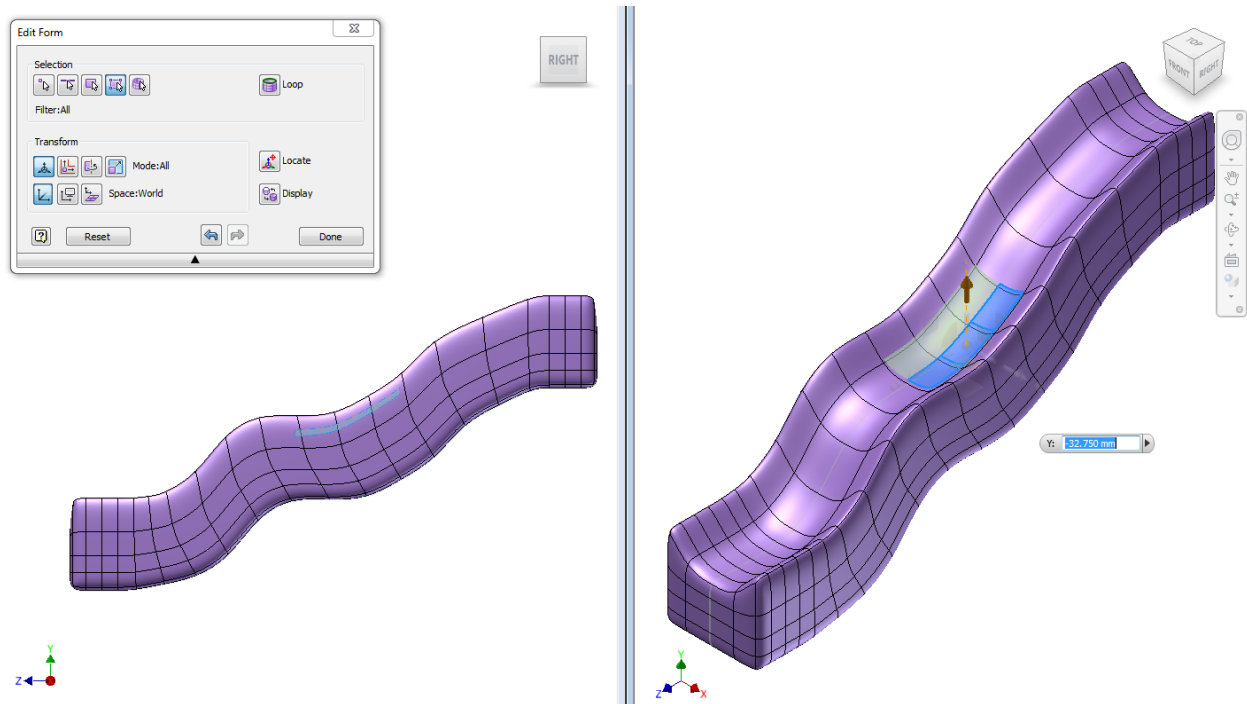 Edit Form
Selection
Loop
Filter:All
Transform
Mode:All
Locate
Space:World
Display
Reset
Done
RIGHT
Y
Z
TOP
FRONT
RIGHT
Y: -32.750 mm
Y
Z
X